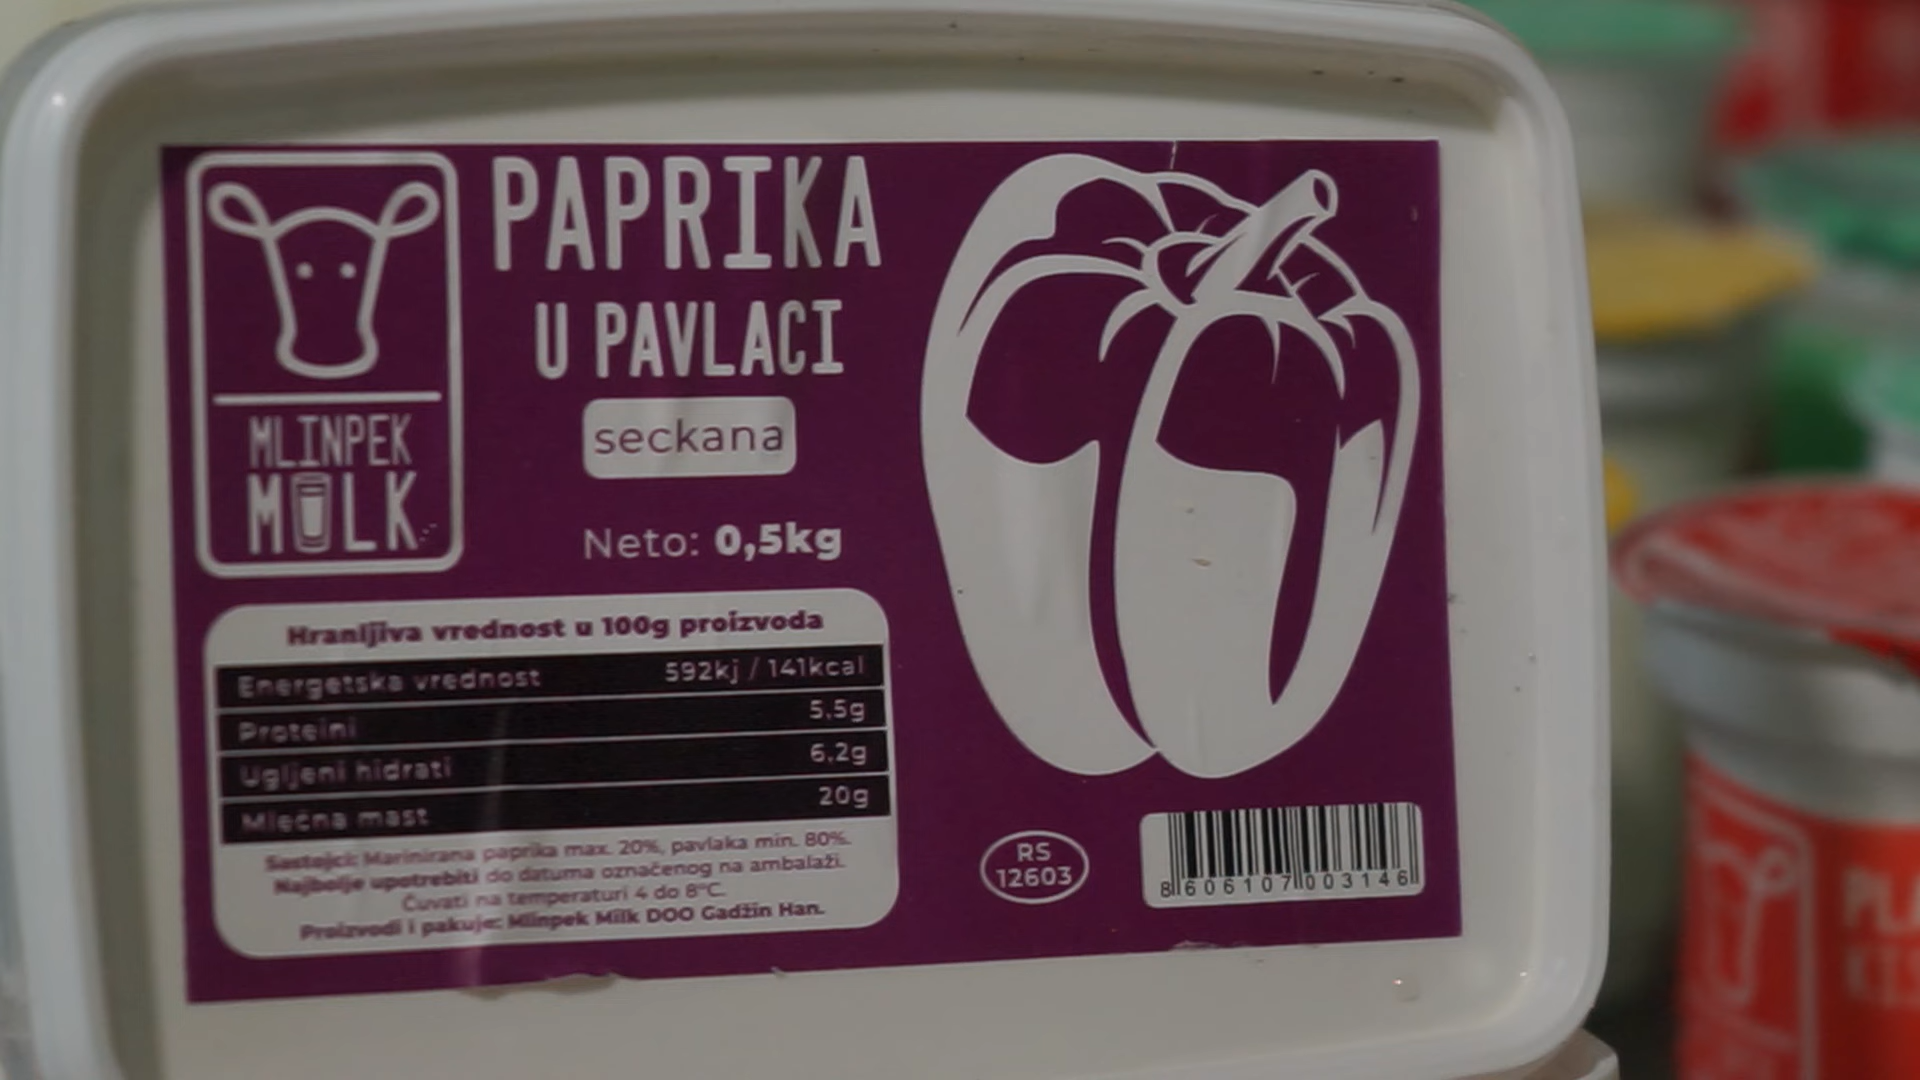 PAPRIKA
U PAVLACI
seckana
Neto: 0,5kg
MLINPEK
MILK
Hranljiva vrednost u 100g proizvoda
Energetska vrednost 592kj / 141kcal
Proteini 5,5g
Ugljeni hidrati 6,2g
Mlečna mast 20g
Sastojci: Marinirana paprika max. 20%, pavlaka min. 80%.
Najbolje upotrebiti do datuma označenog na ambalaži.
Čuvati na temperaturi 4 do 8°C.
Proizvodi i pakuje: Mlinpek Milk DOO Gadžin Han.
RS
12603
8606107003146